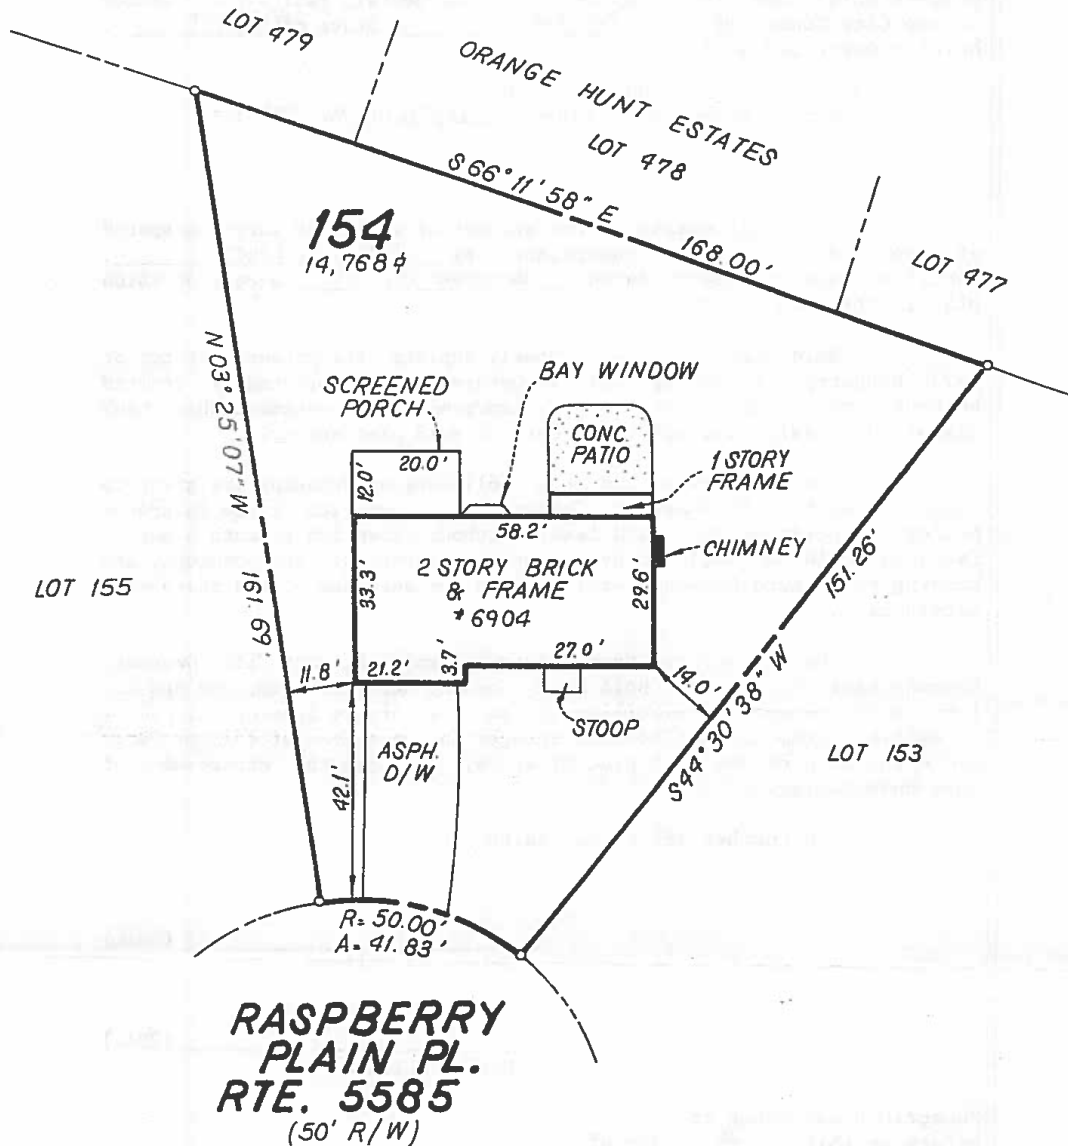 LOT 479
ORANGE HUNT ESTATES
LOT 478
S 66° 11' 58" E
168.00'
LOT 477
154
14,768 ⏍
N 03° 25' 07" W
161.69'
SCREENED
PORCH
BAY WINDOW
CONC.
PATIO
1 STORY
FRAME
20.0'
12.0'
58.2'
CHIMNEY
151.26'
LOT 155
33.3'
2 STORY BRICK
& FRAME
# 6904
29.6'
27.0'
3.7'
11.8'
21.2'
14.0'
STOOP
S 44° 30' 38" W
LOT 153
ASPH.
D/W
42.1'
R= 50.00'
A= 41.83'
RASPBERRY
PLAIN PL.
RTE. 5585
(50' R/W)